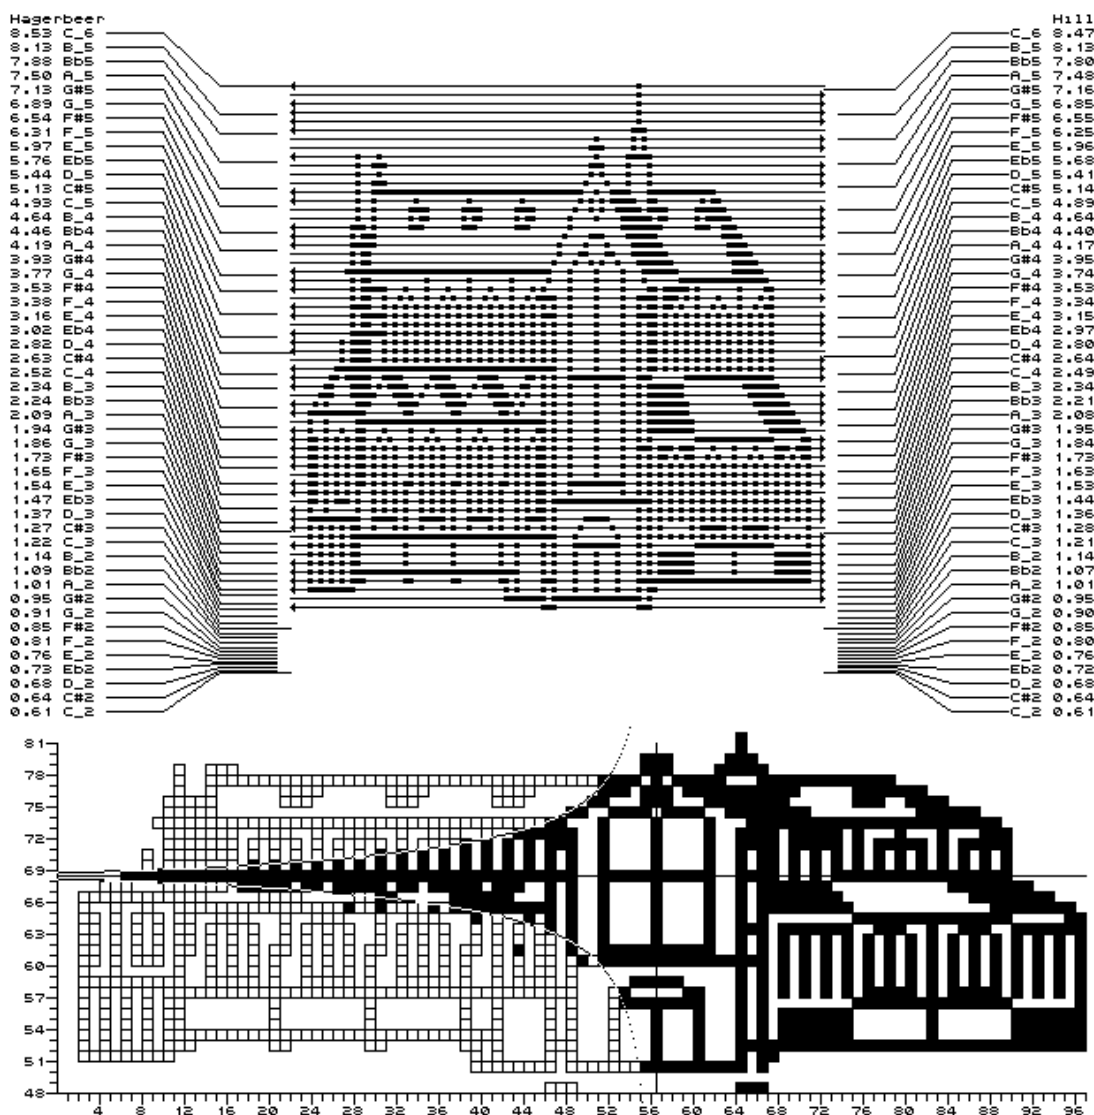 Hagerbeer Hill
8.53 C_6 C_6 8.47
8.13 B_5 B_5 8.13
7.88 Bb5 Bb5 7.80
7.50 A_5 A_5 7.48
7.13 G#5 G#5 7.16
6.89 G_5 G_5 6.85
6.54 F#5 F#5 6.55
6.31 F_5 F_5 6.25
5.97 E_5 E_5 5.96
5.76 Eb5 Eb5 5.68
5.44 D_5 D_5 5.41
5.13 C#5 C#5 5.14
4.93 C_5 C_5 4.89
4.64 B_4 B_4 4.64
4.46 Bb4 Bb4 4.40
4.19 A_4 A_4 4.17
3.93 G#4 G#4 3.95
3.77 G_4 G_4 3.74
3.53 F#4 F#4 3.53
3.38 F_4 F_4 3.34
3.16 E_4 E_4 3.15
3.02 Eb4 Eb4 2.97
2.82 D_4 D_4 2.80
2.63 C#4 C#4 2.64
2.52 C_4 C_4 2.49
2.34 B_3 B_3 2.34
2.24 Bb3 Bb3 2.21
2.09 A_3 A_3 2.08
1.94 G#3 G#3 1.95
1.86 G_3 G_3 1.84
1.73 F#3 F#3 1.73
1.65 F_3 F_3 1.63
1.54 E_3 E_3 1.53
1.47 Eb3 Eb3 1.44
1.37 D_3 D_3 1.36
1.27 C#3 C#3 1.28
1.22 C_3 C_3 1.21
1.14 B_2 B_2 1.14
1.09 Bb2 Bb2 1.07
1.01 A_2 A_2 1.01
0.95 G#2 G#2 0.95
0.91 G_2 G_2 0.90
0.85 F#2 F#2 0.85
0.81 F_2 F_2 0.80
0.76 E_2 E_2 0.76
0.73 Eb2 Eb2 0.72
0.68 D_2 D_2 0.68
0.64 C#2 C#2 0.64
0.61 C_2 C_2 0.61
81
78
75
72
69
66
63
60
57
54
51
48
4 8 12 16 20 24 28 32 36 40 44 48 52 56 60 64 68 72 76 80 84 88 92 96